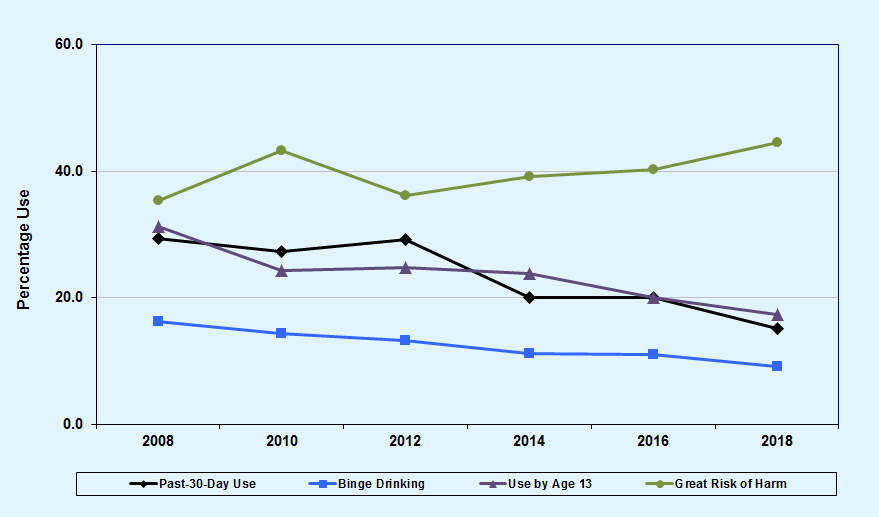 60.0
40.0
20.0
0.0
Percentage Use
2008 2010 2012 2014 2016 2018
Past-30-Day Use Binge Drinking Use by Age 13 Great Risk of Harm